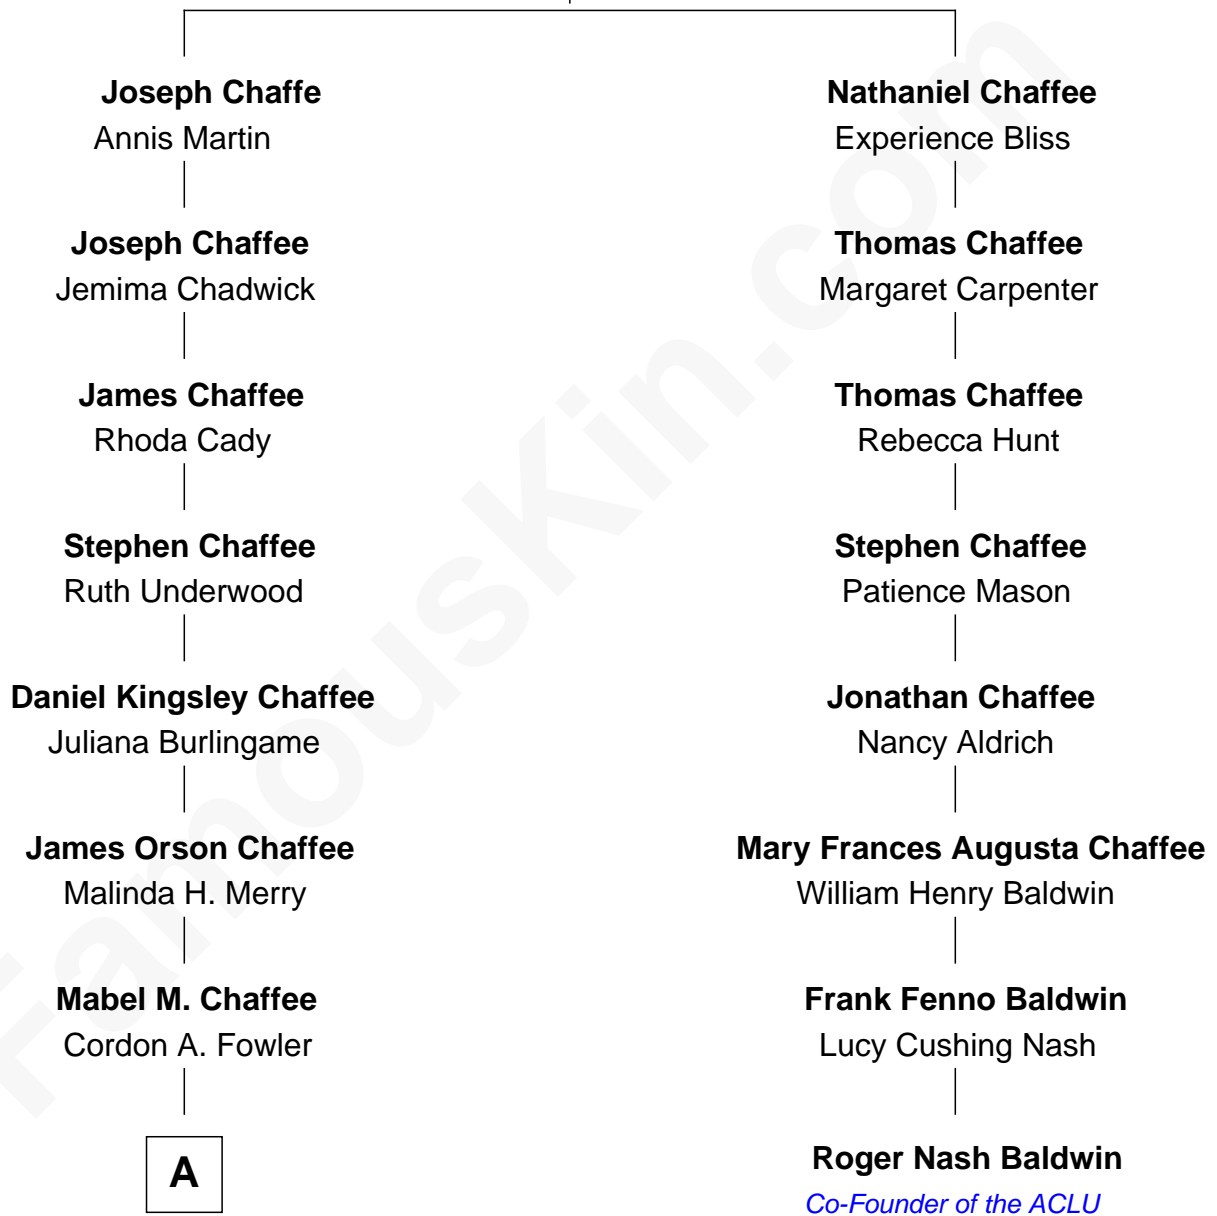 Joseph Chaffe
Annis Martin
Joseph Chaffee
Jemima Chadwick
James Chaffee
Rhoda Cady
Stephen Chaffee
Ruth Underwood
Daniel Kingsley Chaffee
Juliana Burlingame
James Orson Chaffee
Malinda H. Merry
Mabel M. Chaffee
Cordon A. Fowler
A
Nathaniel Chaffee
Experience Bliss
Thomas Chaffee
Margaret Carpenter
Thomas Chaffee
Rebecca Hunt
Stephen Chaffee
Patience Mason
Jonathan Chaffee
Nancy Aldrich
Mary Frances Augusta Chaffee
William Henry Baldwin
Frank Fenno Baldwin
Lucy Cushing Nash
Roger Nash Baldwin
Co-Founder of the ACLU
FamousKin.com